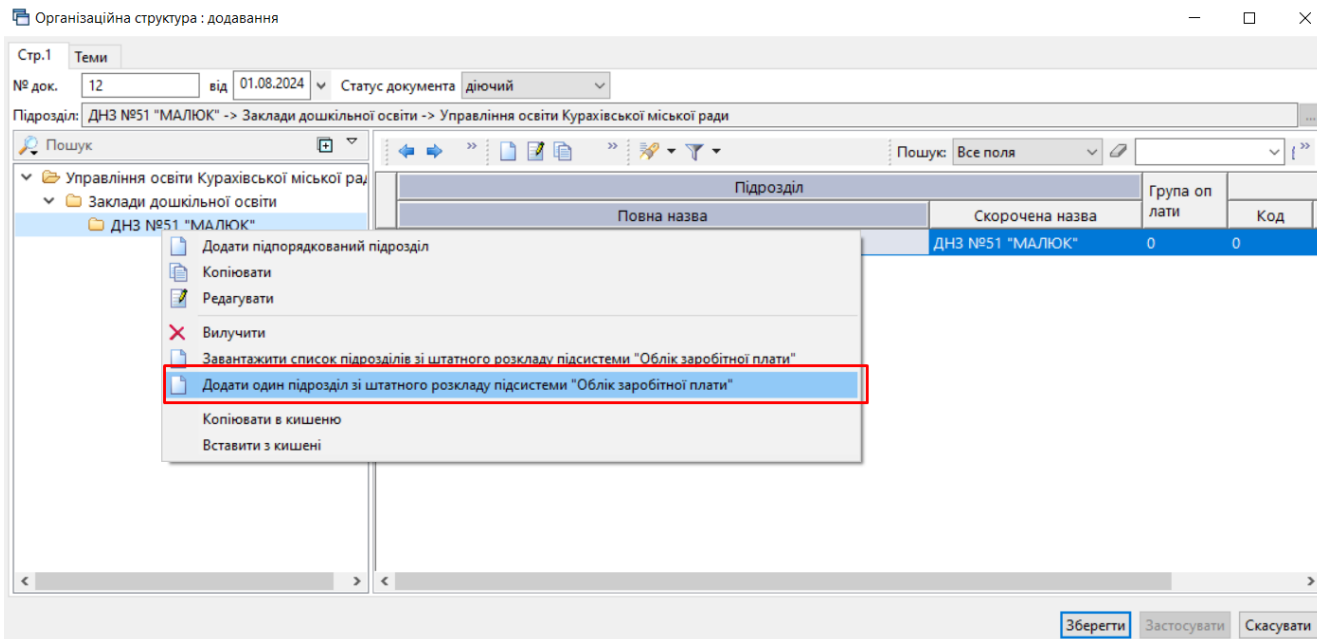 Організаційна структура : додавання
Стр.1 Теми
№ док. 12 від 01.08.2024 Статус документа діючий
Підрозділ: ДНЗ №51 "МАЛЮК" -> Заклади дошкільної освіти -> Управління освіти Курахівської міської ради ...
Пошук
» » Пошук: Все поля »
Управління освіти Курахівської міської рад
Заклади дошкільної освіти
ДНЗ №51 "МАЛЮК"
Підрозділ Група оп
лати
Повна назва Скорочена назва Код
ДНЗ №51 "МАЛЮК" 0 0
Додати підпорядкований підрозділ
Копіювати
Редагувати
Вилучити
Завантажити список підрозділів зі штатного розкладу підсистеми "Облік заробітної плати"
Додати один підрозділ зі штатного розкладу підсистеми "Облік заробітної плати"
Копіювати в кишеню
Вставити з кишені
Зберегти Застосувати Скасувати